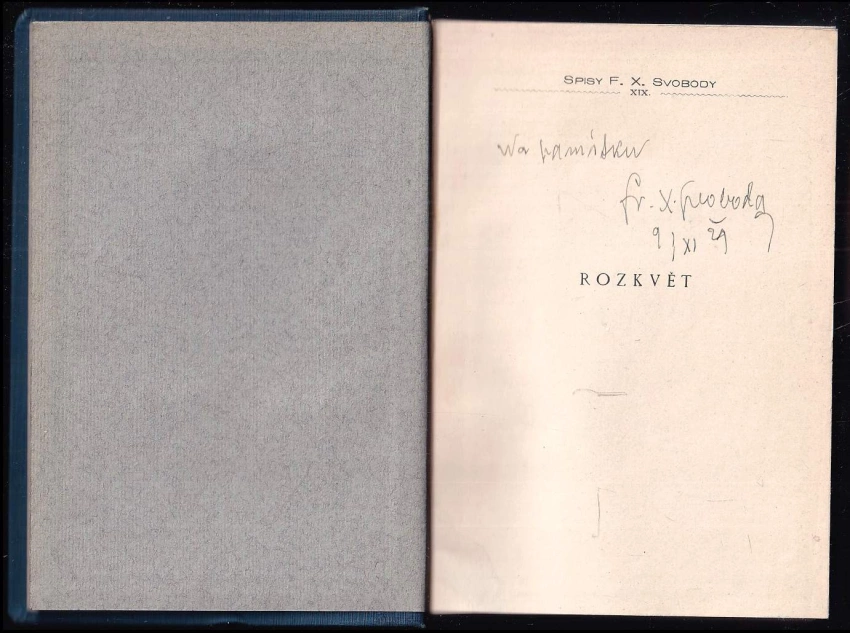 SPISY F. X. SVOBODY
XIX.
Na památku
Fr. X. Svoboda
9/XI 29
ROZKVĚT